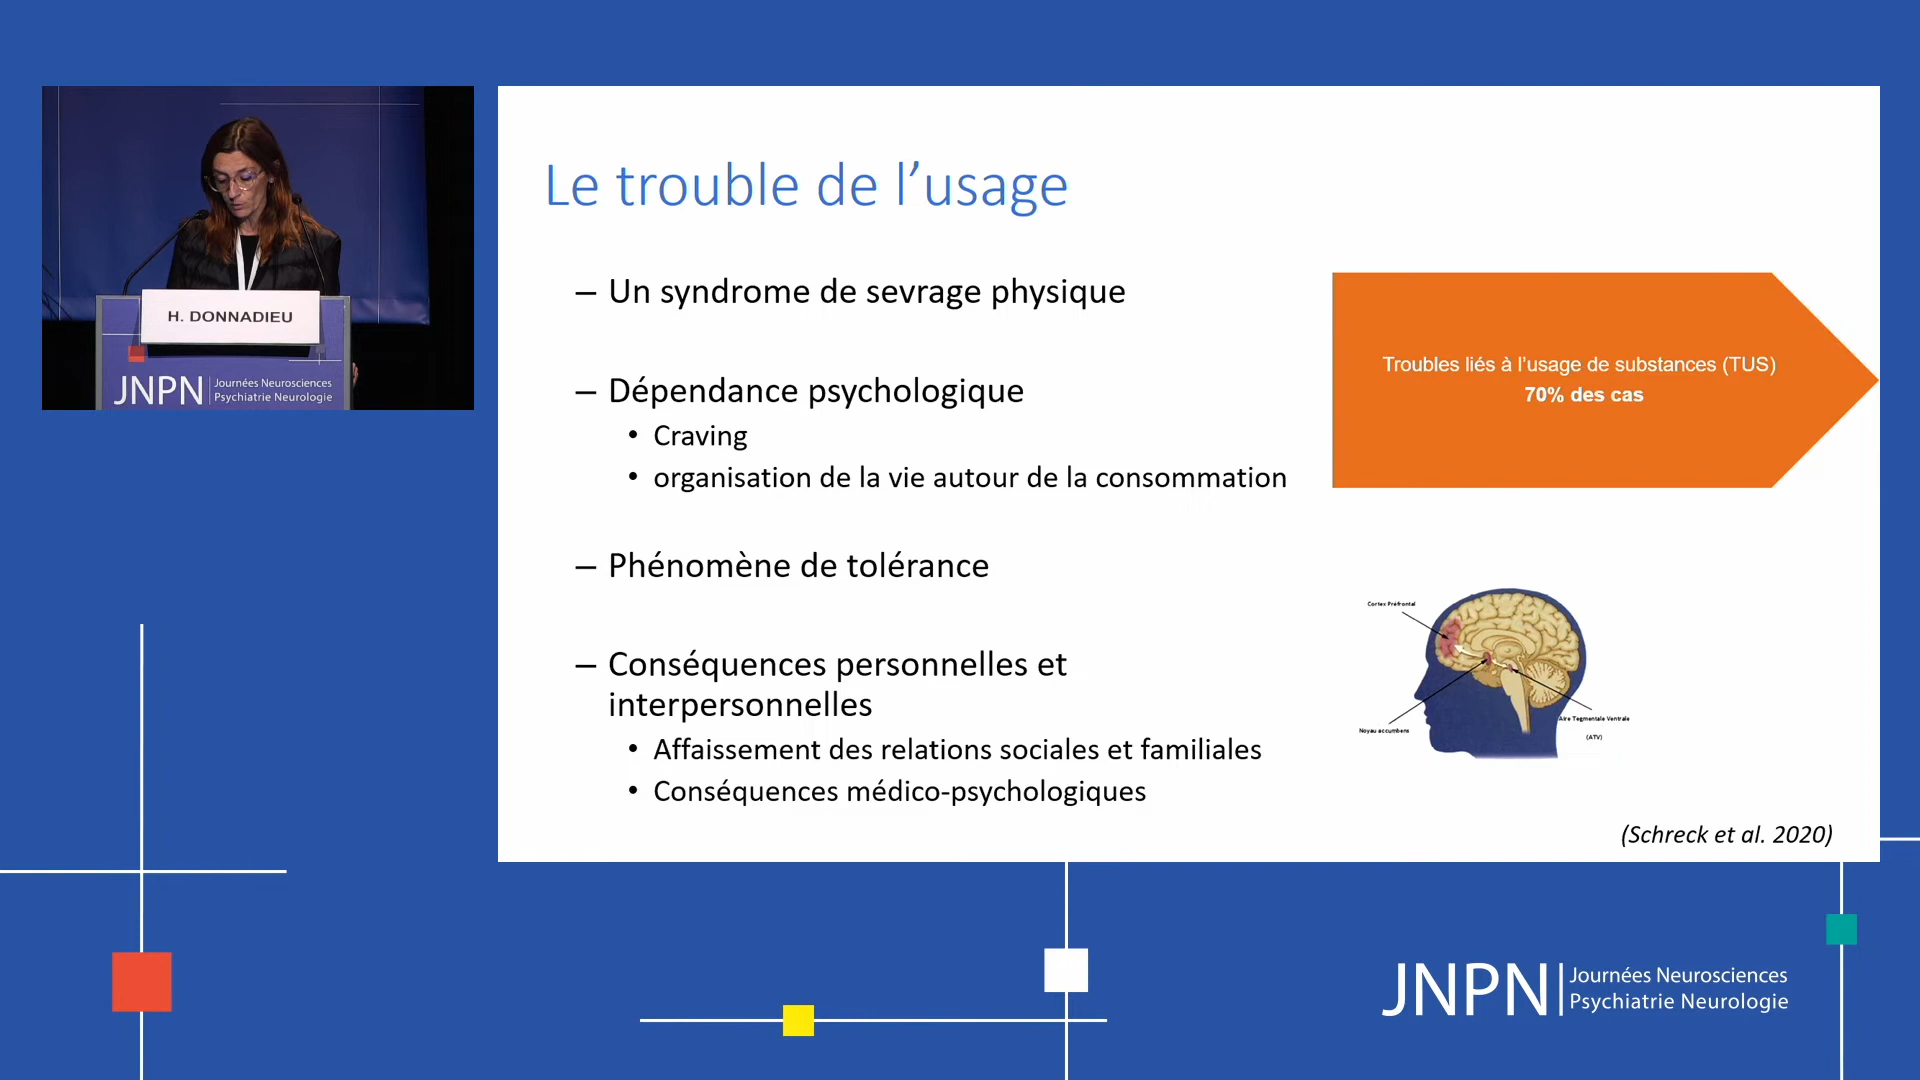 H. DONNADIEU
JNPN
Journées Neurosciences
Psychiatrie Neurologie
Le trouble de l’usage
– Un syndrome de sevrage physique
– Dépendance psychologique
• Craving
• organisation de la vie autour de la consommation
– Phénomène de tolérance
– Conséquences personnelles et
interpersonnelles
• Affaissement des relations sociales et familiales
• Conséquences médico-psychologiques
Troubles liés à l’usage de substances (TUS)
70% des cas
Cortex Préfrontal
Noyau accumbens
Aire Tegmentale Ventrale
(ATV)
(Schreck et al. 2020)
JNPN
Journées Neurosciences
Psychiatrie Neurologie